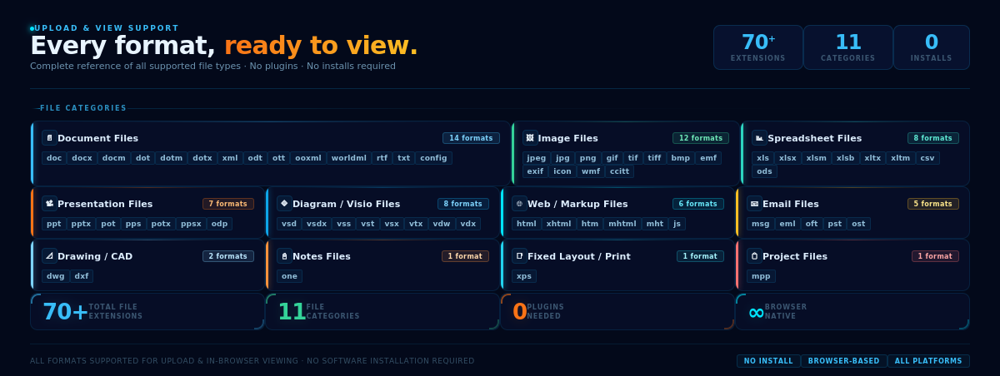 UPLOAD & VIEW SUPPORT
Every format, ready to view.
Complete reference of all supported file types · No plugins · No installs required
70+
EXTENSIONS
11
CATEGORIES
0
INSTALLS
FILE CATEGORIES
Document Files
14 formats
doc docx docm dot dotm dotx xml odt ott ooxml worldml rtf txt config
Image Files
12 formats
jpeg jpg png gif tif tiff bmp emf
exif icon wmf ccitt
Spreadsheet Files
8 formats
xls xlsx xlsm xlsb xltx xltm csv
ods
Presentation Files
7 formats
ppt pptx pot pps potx ppsx odp
Diagram / Visio Files
8 formats
vsd vsdx vss vst vsx vtx vdw vdx
Web / Markup Files
6 formats
html xhtml htm mhtml mht js
Email Files
5 formats
msg eml oft pst ost
Drawing / CAD
2 formats
dwg dxf
Notes Files
1 format
one
Fixed Layout / Print
1 format
xps
Project Files
1 format
mpp
70+
TOTAL FILE
EXTENSIONS
11
FILE
CATEGORIES
0
PLUGINS
NEEDED
∞
BROWSER
NATIVE
ALL FORMATS SUPPORTED FOR UPLOAD & IN-BROWSER VIEWING · NO SOFTWARE INSTALLATION REQUIRED
NO INSTALL
BROWSER-BASED
ALL PLATFORMS